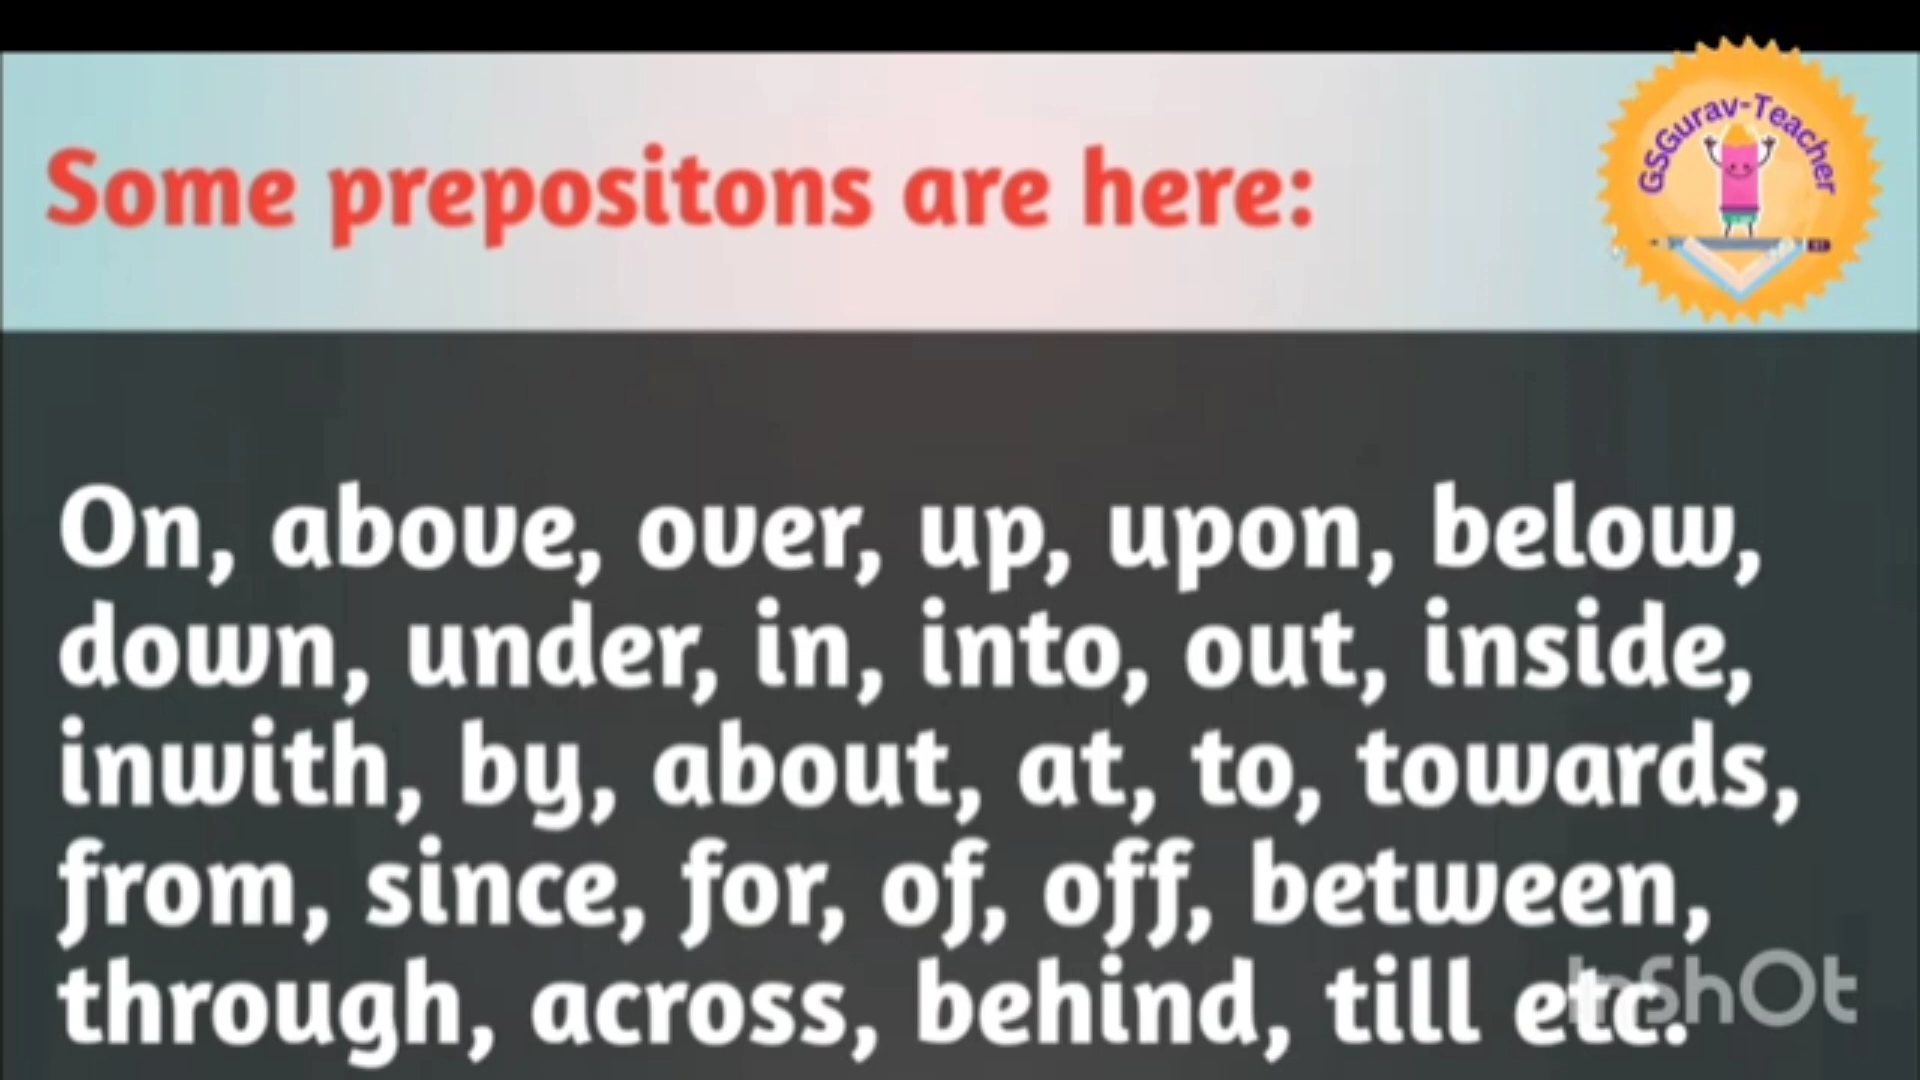 GSGurav-Teacher
Some prepositons are here:
On, above, over, up, upon, below,
down, under, in, into, out, inside,
inwith, by, about, at, to, towards,
from, since, for, of, off, between,
through, across, behind, till etc.
InShOt